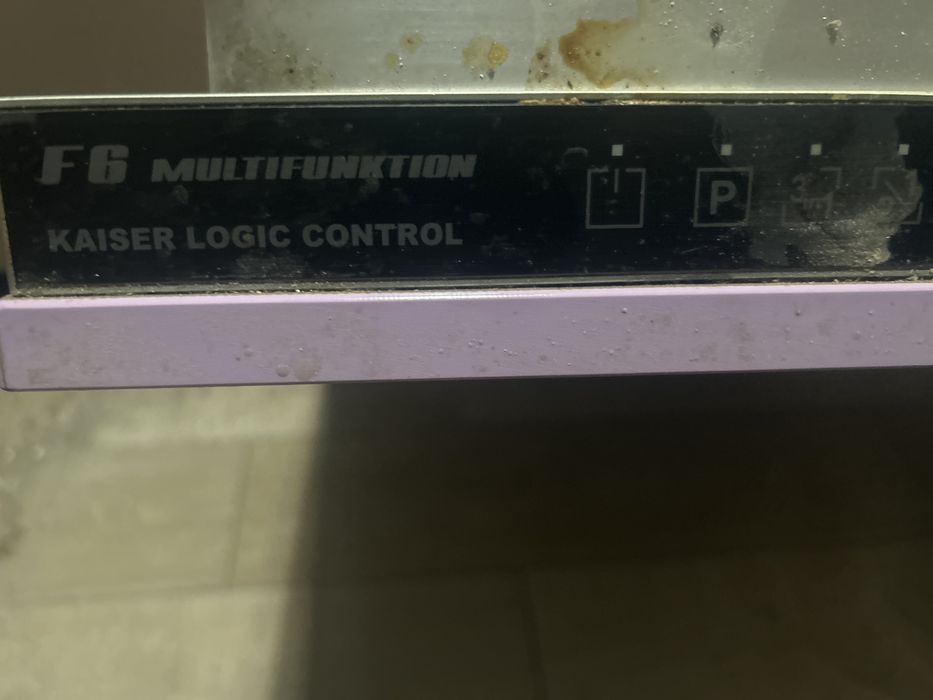 F6 MULTIFUNKTION
KAISER LOGIC CONTROL
P